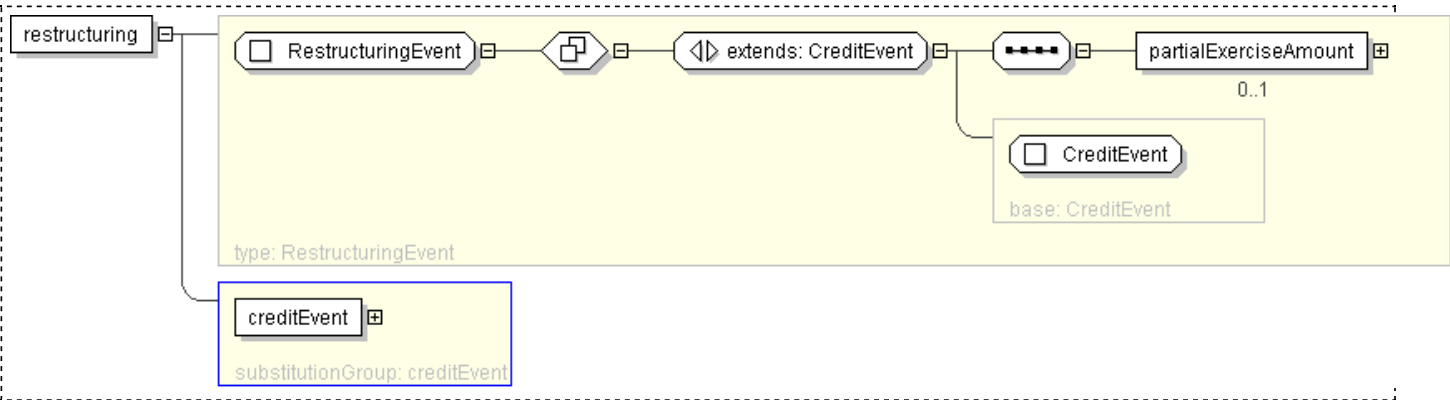 restructuring
RestructuringEvent
extends: CreditEvent
partialExerciseAmount
0..1
CreditEvent
base: CreditEvent
type: RestructuringEvent
creditEvent
substitutionGroup: creditEvent